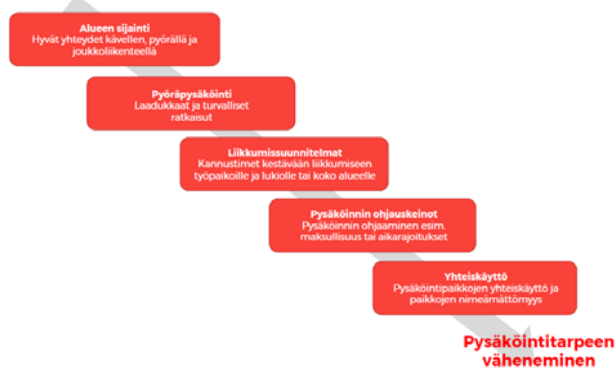 Alueen sijainti
Hyvät yhteydet kävellen, pyörällä ja
joukkoliikenteellä
Pyöräpysäköinti
Laadukkaat ja turvalliset
ratkaisut
Liikkumissuunnitelmat
Kannustimet kestävään liikkumiseen
työpaikoille ja lukiolle tai koko alueelle
Pysäköinnin ohjauskeinot
Pysäköinnin ohjaaminen esim.
maksullisuus tai aikarajoitukset
Yhteiskäyttö
Pysäköintipaikkojen yhteiskäyttö ja
paikkojen nimeämättömyys
Pysäköintitarpeen
väheneminen